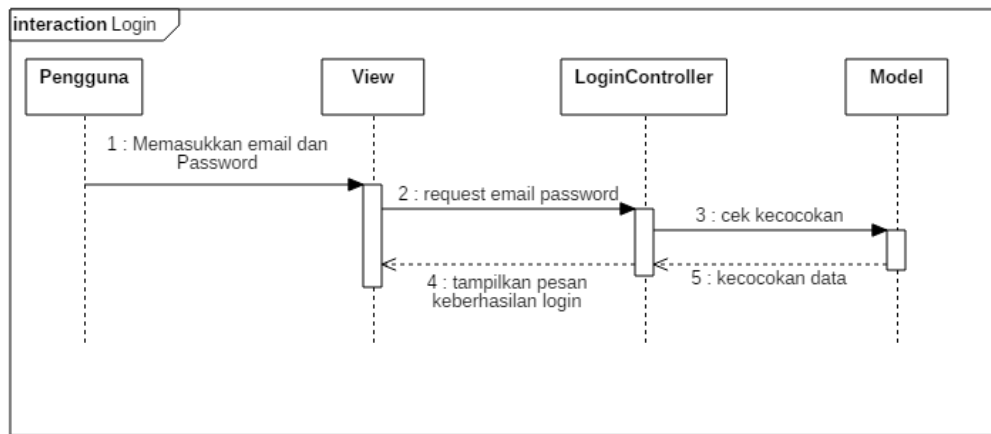 interaction Login
Pengguna
View
LoginController
Model
1 : Memasukkan email dan
Password
2 : request email password
3 : cek kecocokan
4 : tampilkan pesan
keberhasilan login
5 : kecocokan data